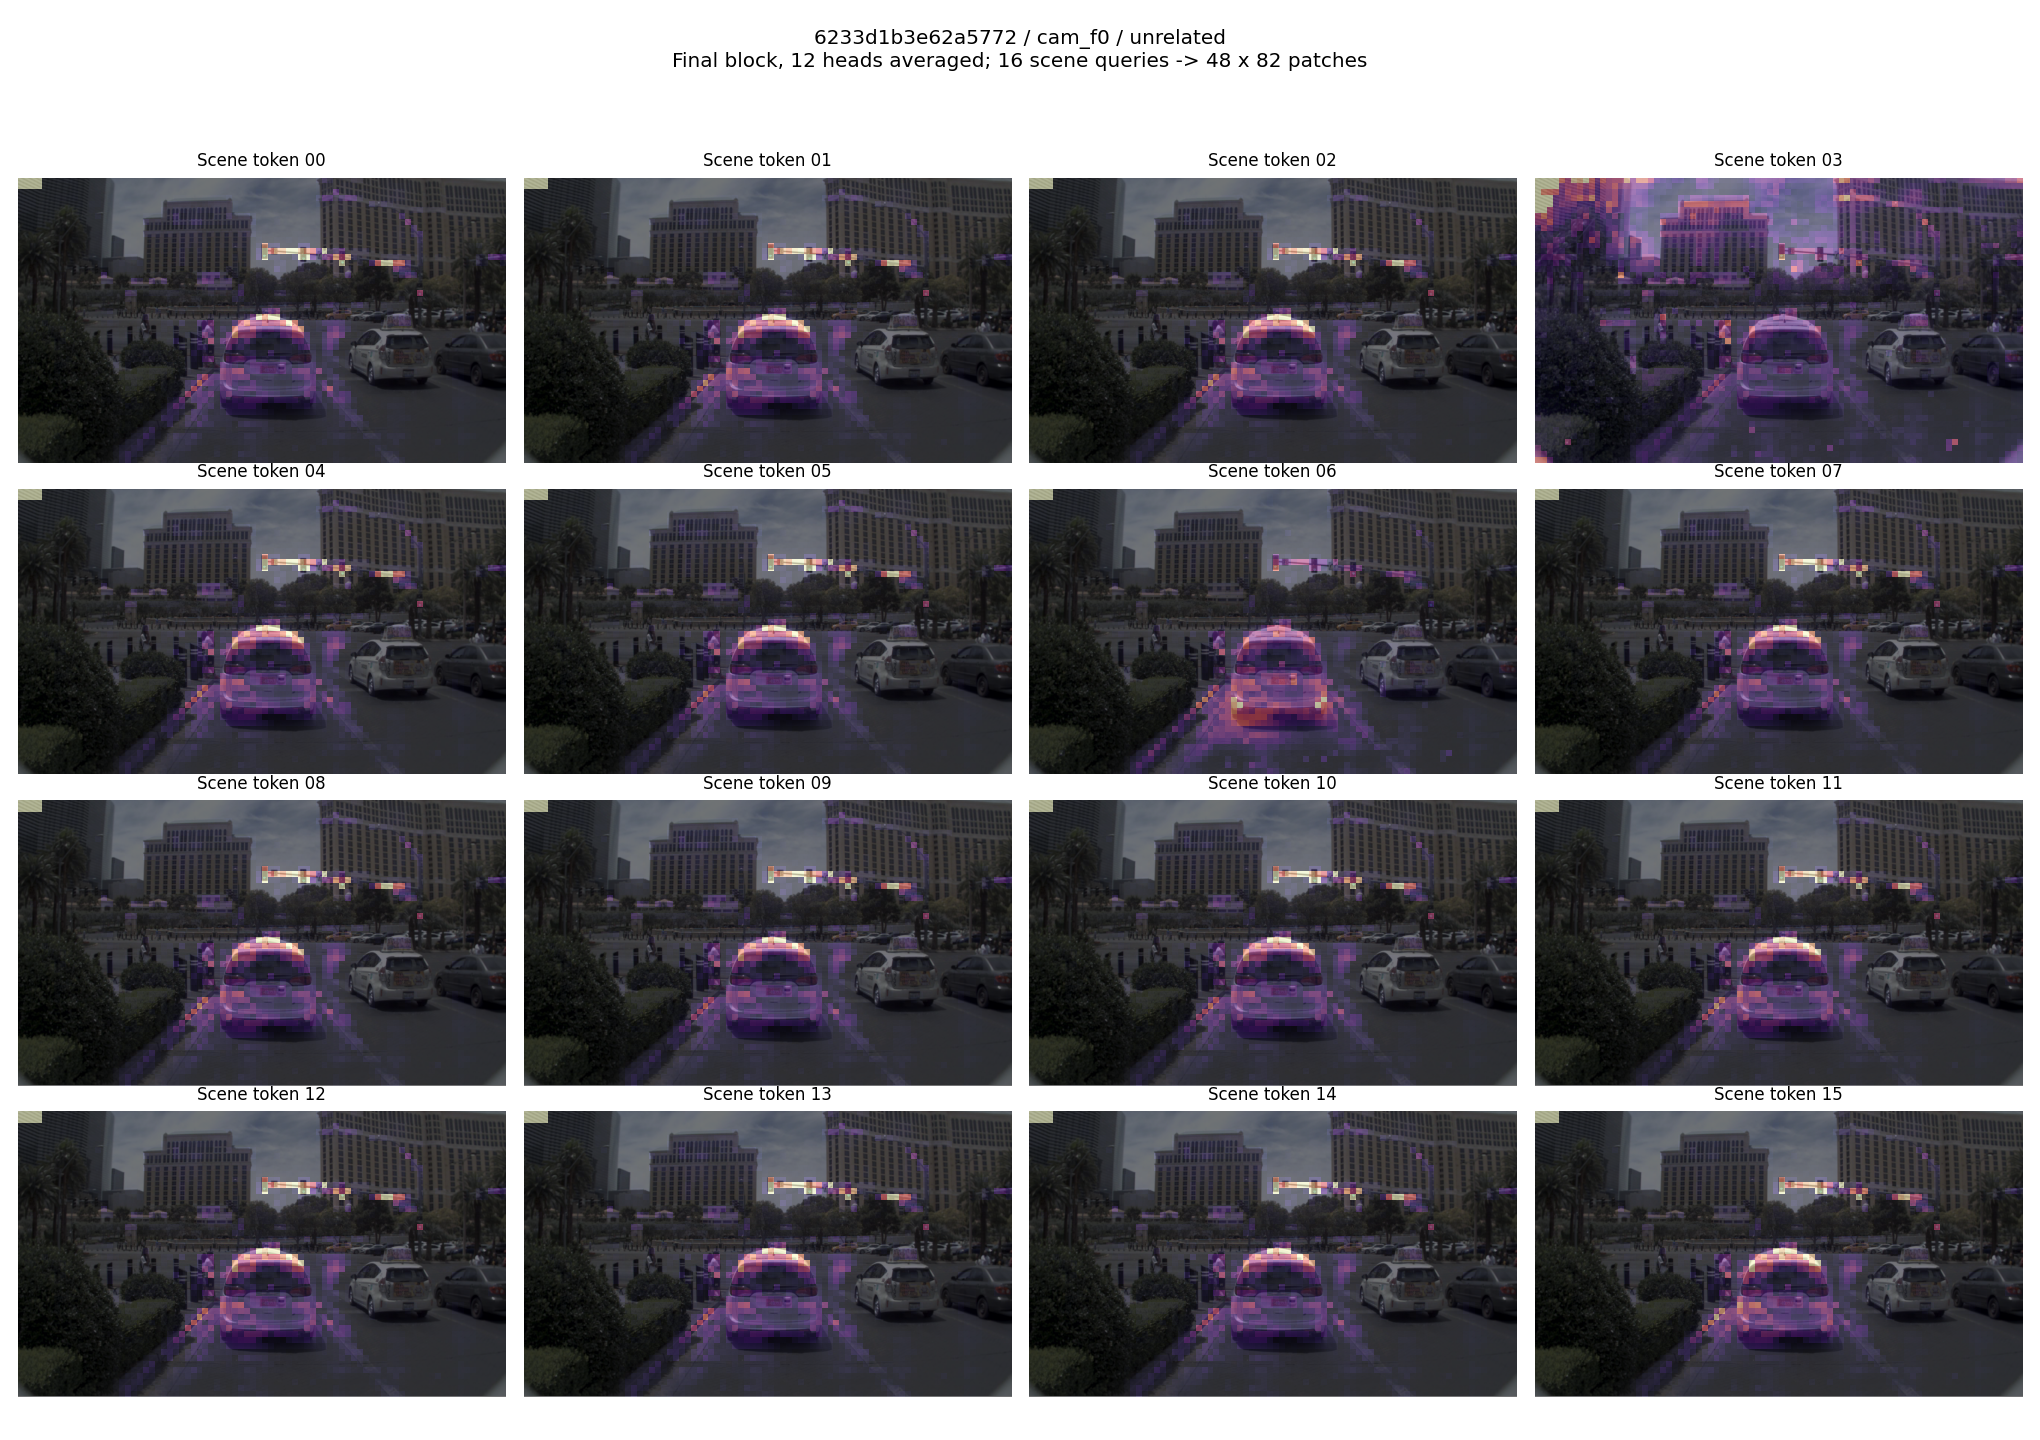 6233d1b3e62a5772 / cam_f0 / unrelated
Final block, 12 heads averaged; 16 scene queries -> 48 x 82 patches
Scene token 00
Scene token 01
Scene token 02
Scene token 03
Scene token 04
Scene token 05
Scene token 06
Scene token 07
Scene token 08
Scene token 09
Scene token 10
Scene token 11
Scene token 12
Scene token 13
Scene token 14
Scene token 15